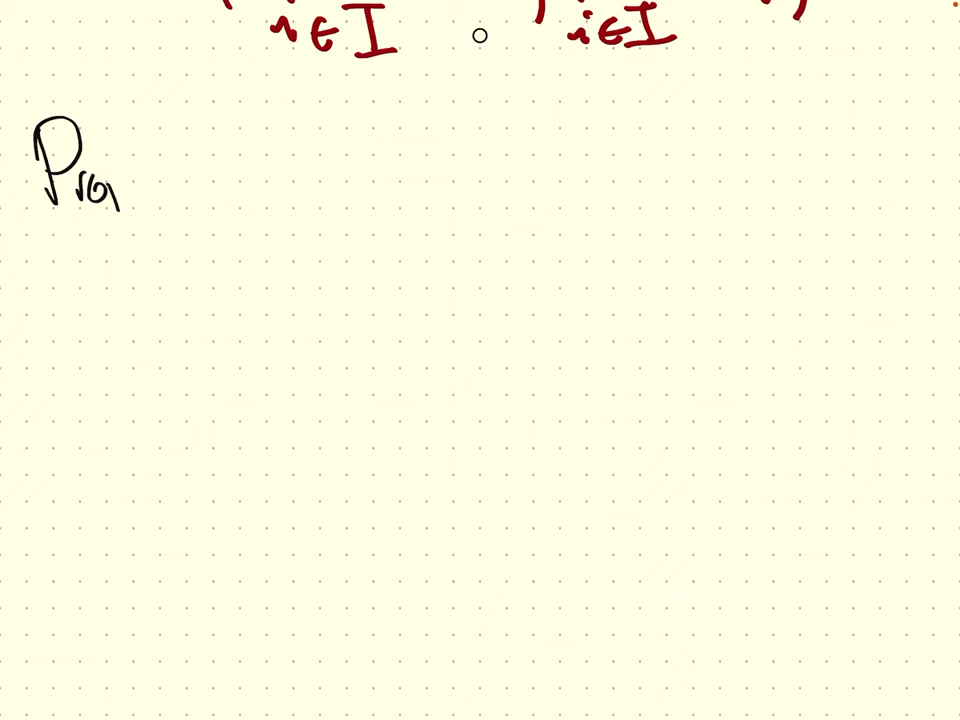 i ∈ I i ∈ I
Pro